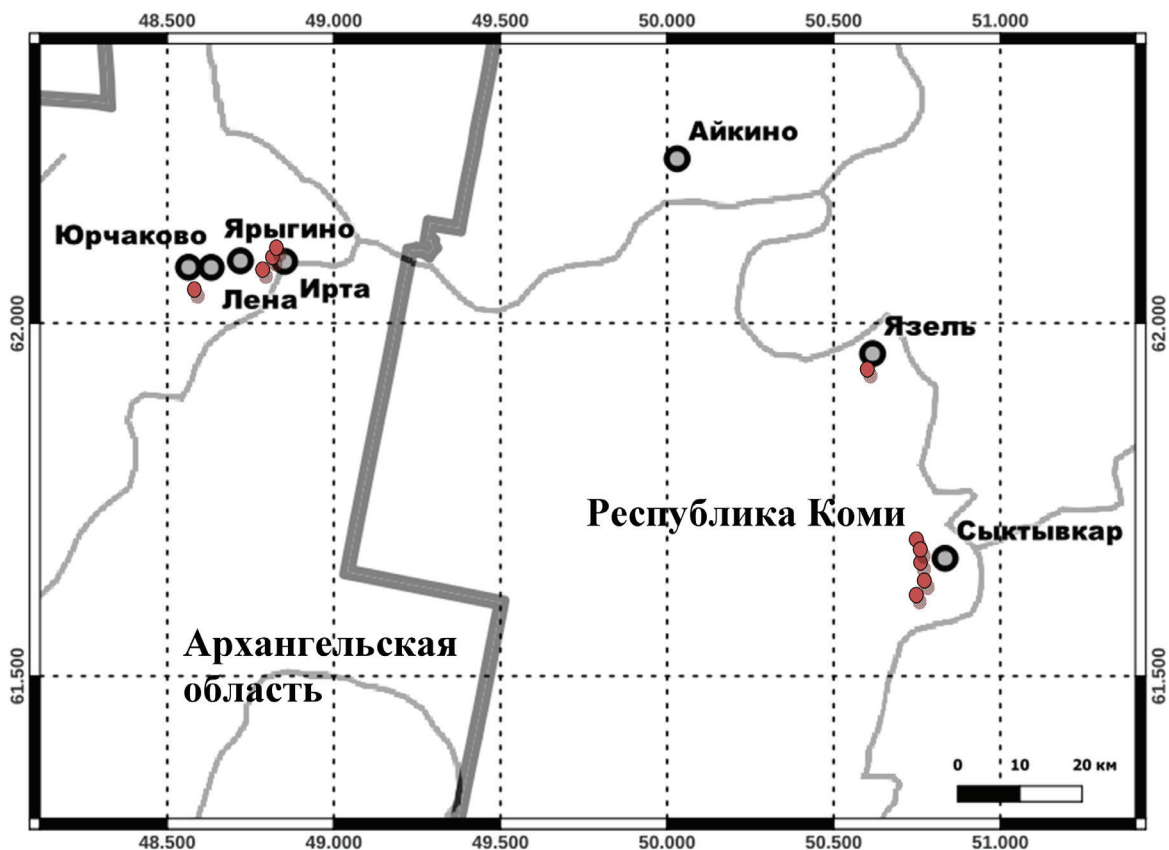 48.500 49.000 49.500 50.000 50.500 51.000
Айкино
Юрчаково Ярыгино
Лена Ирта
62.000 62.000
Язель
Республика Коми
Сыктывкар
Архангельская
область
61.500 61.500
0 10 20 км
48.500 49.000 49.500 50.000 50.500 51.000